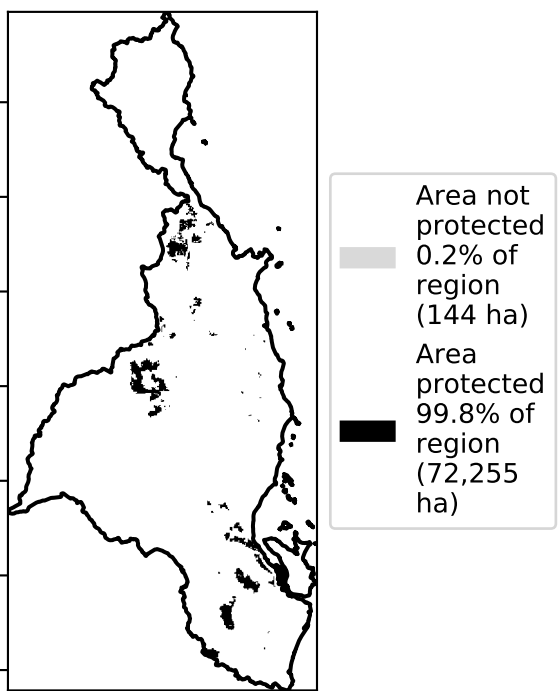 Area not
protected
0.2% of
region
(144 ha)
Area
protected
99.8% of
region
(72,255
ha)